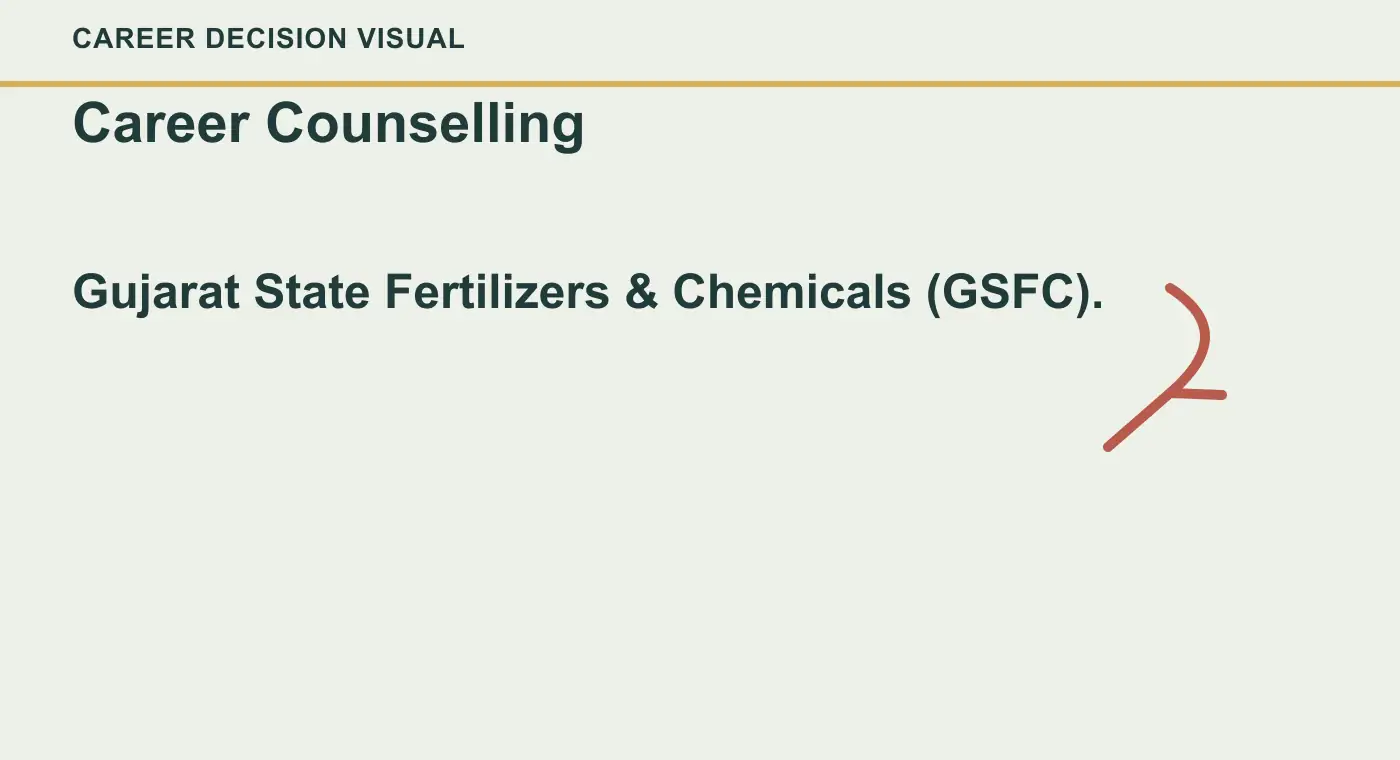 CAREER DECISION VISUAL
Career Counselling
Gujarat State Fertilizers & Chemicals (GSFC).